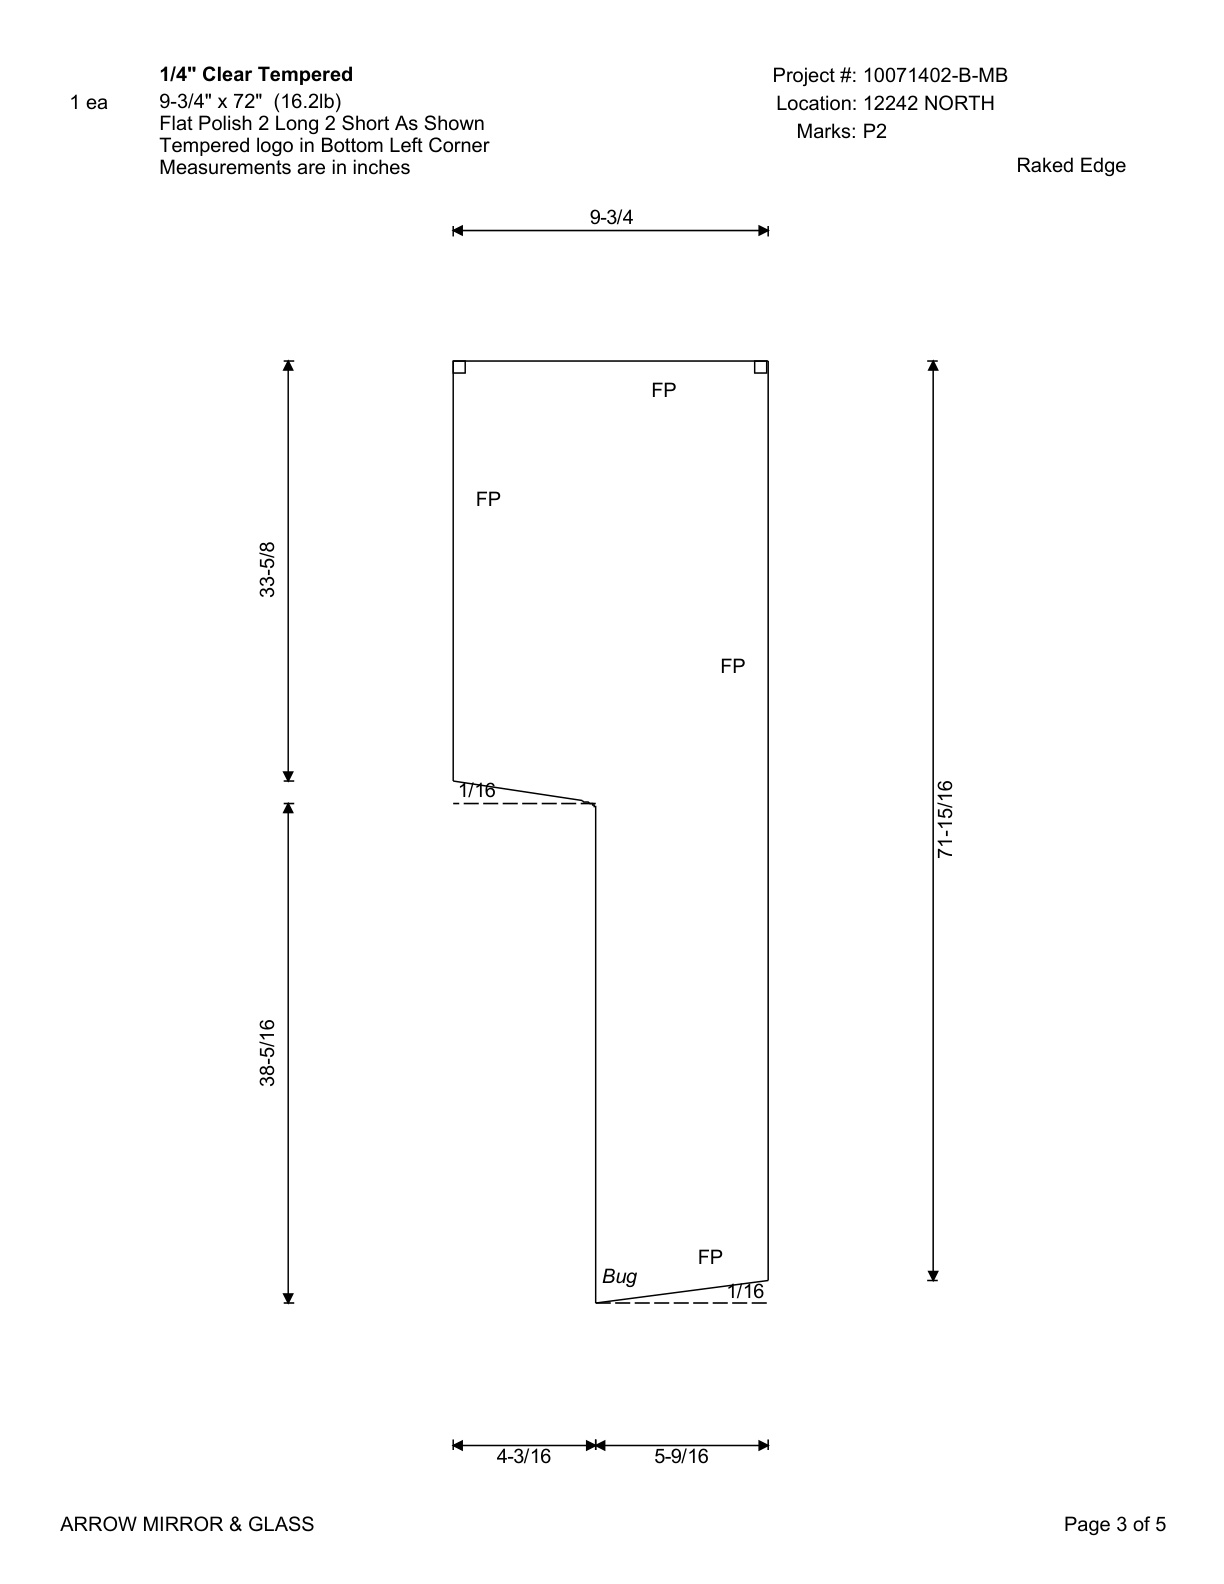 1/4" Clear Tempered
1 ea
9-3/4" x 72" (16.2lb)
Flat Polish 2 Long 2 Short As Shown
Tempered logo in Bottom Left Corner
Measurements are in inches
Project #: 10071402-B-MB
Location: 12242 NORTH
Marks: P2
Raked Edge
9-3/4
FP
FP
33-5/8
FP
1/16
71-15/16
38-5/16
FP
Bug
1/16
4-3/16
5-9/16
ARROW MIRROR & GLASS
Page 3 of 5